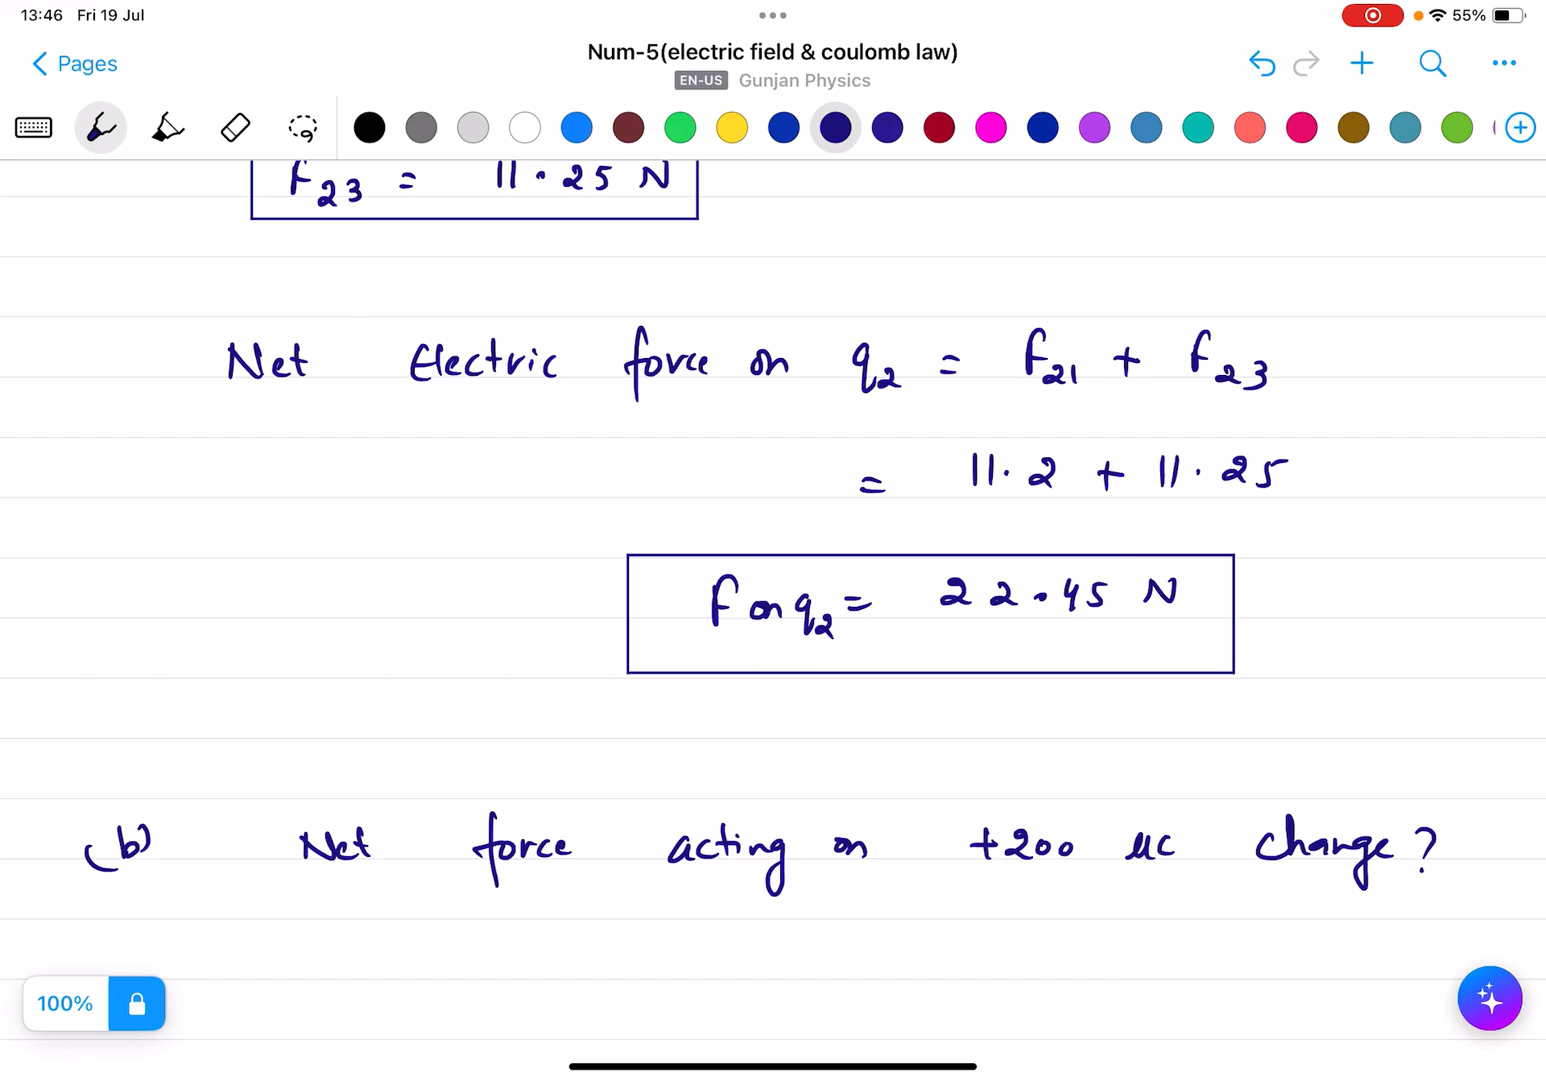 13:46 Fri 19 Jul
55%
Pages
Num-5(electric field & coulomb law)
EN-US Gunjan Physics
F23 = 11.25 N
Net Electric force on q2 = F21 + F23
= 11.2 + 11.25
F on q2 = 22.45 N
(b) Net force acting on +200 uc change?
100%